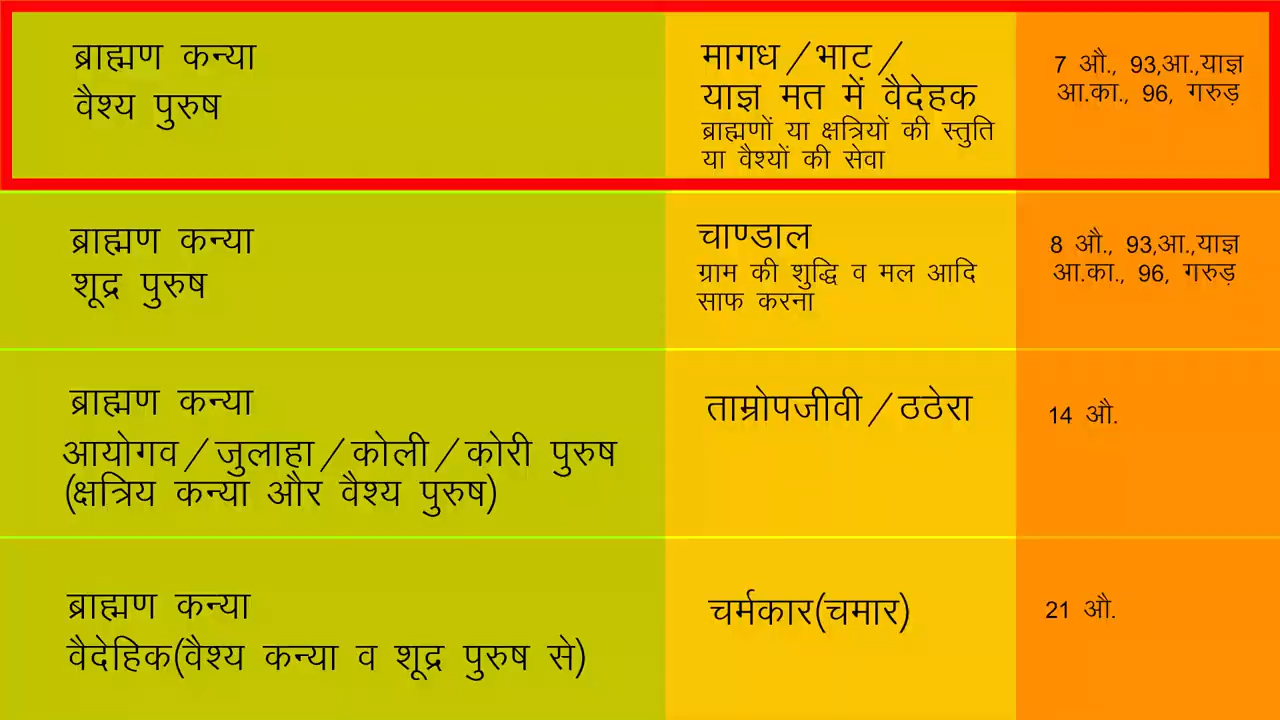 ब्राह्मण कन्या
वैश्य पुरुष
मागध/भाट/
याज्ञ मत में वैदेहक
ब्राह्मणों या क्षत्रियों की स्तुति
या वैश्यों की सेवा
7 औ., 93,आ.,याज्ञ
आ.का., 96, गरुड़
ब्राह्मण कन्या
शूद्र पुरुष
चाण्डाल
ग्राम की शुद्धि व मल आदि
साफ करना
8 औ., 93,आ.,याज्ञ
आ.का., 96, गरुड़
ब्राह्मण कन्या
आयोगव/जुलाहा/कोली/कोरी पुरुष
(क्षत्रिय कन्या और वैश्य पुरुष)
ताम्रोपजीवी/ठठेरा
14 औ.
ब्राह्मण कन्या
वैदेहिक(वैश्य कन्या व शूद्र पुरुष से)
चर्मकार(चमार)
21 औ.